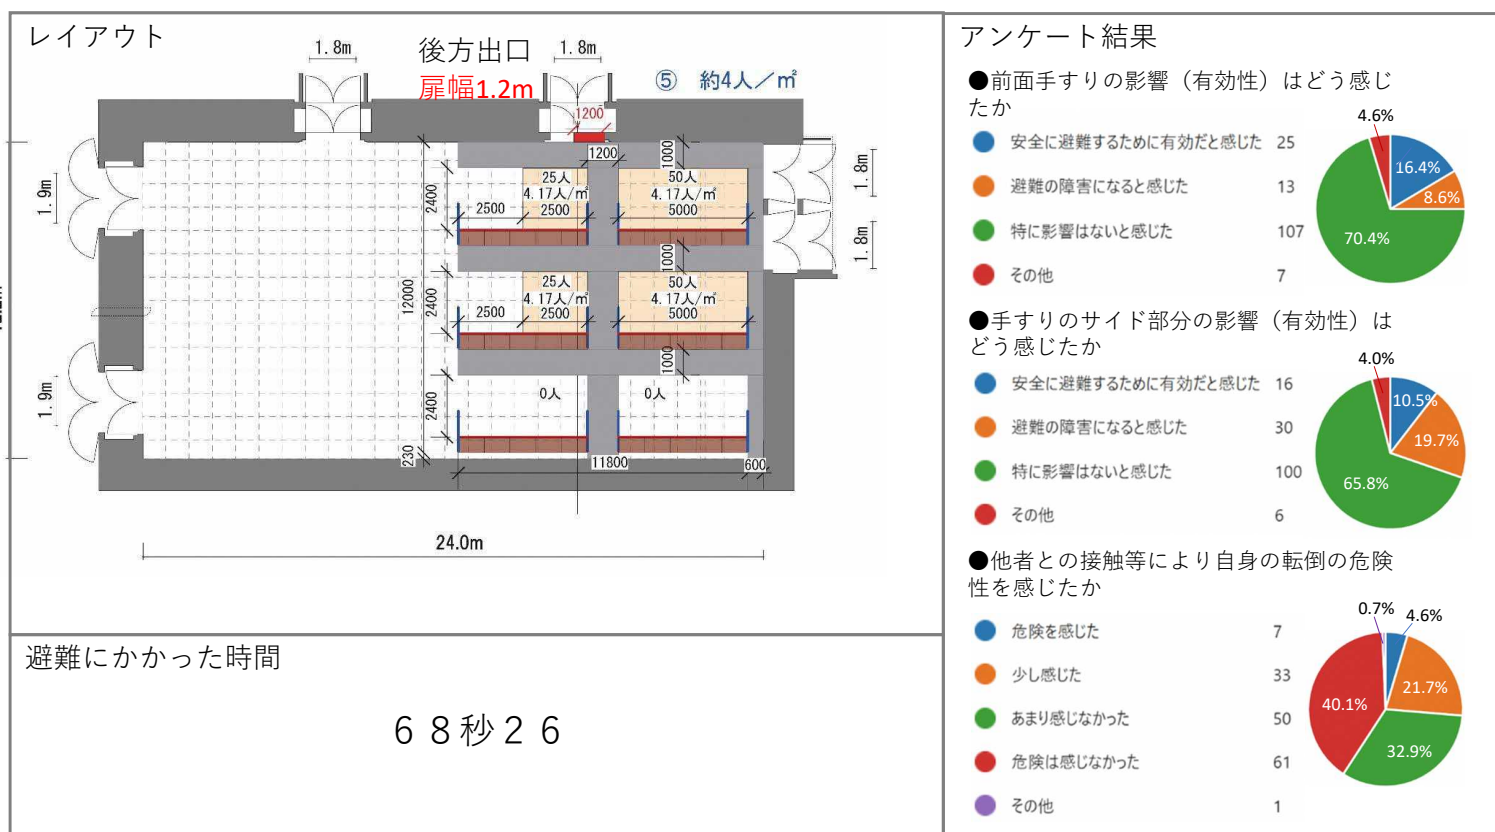 レイアウト
1.8m
後方出口
1.8m
扉幅1.2m
⑤ 約4人／㎡
1200
1200
1000
25人
4.17人/㎡
50人
4.17人/㎡
2500
2500
5000
2400
1.9m
1.8m
1.8m
1000
25人
4.17人/㎡
50人
4.17人/㎡
2500
2500
5000
12000
2400
1000
0人
0人
2400
1.9m
230
11800
600
24.0m
避難にかかった時間
６８秒２６
アンケート結果
●前面手すりの影響（有効性）はどう感じ
たか
安全に避難するために有効だと感じた 25
避難の障害になると感じた 13
特に影響はないと感じた 107
その他 7
4.6%
16.4%
8.6%
70.4%
●手すりのサイド部分の影響（有効性）は
どう感じたか
安全に避難するために有効だと感じた 16
避難の障害になると感じた 30
特に影響はないと感じた 100
その他 6
4.0%
10.5%
19.7%
65.8%
●他者との接触等により自身の転倒の危険
性を感じたか
危険を感じた 7
少し感じた 33
あまり感じなかった 50
危険は感じなかった 61
その他 1
0.7%
4.6%
21.7%
40.1%
32.9%